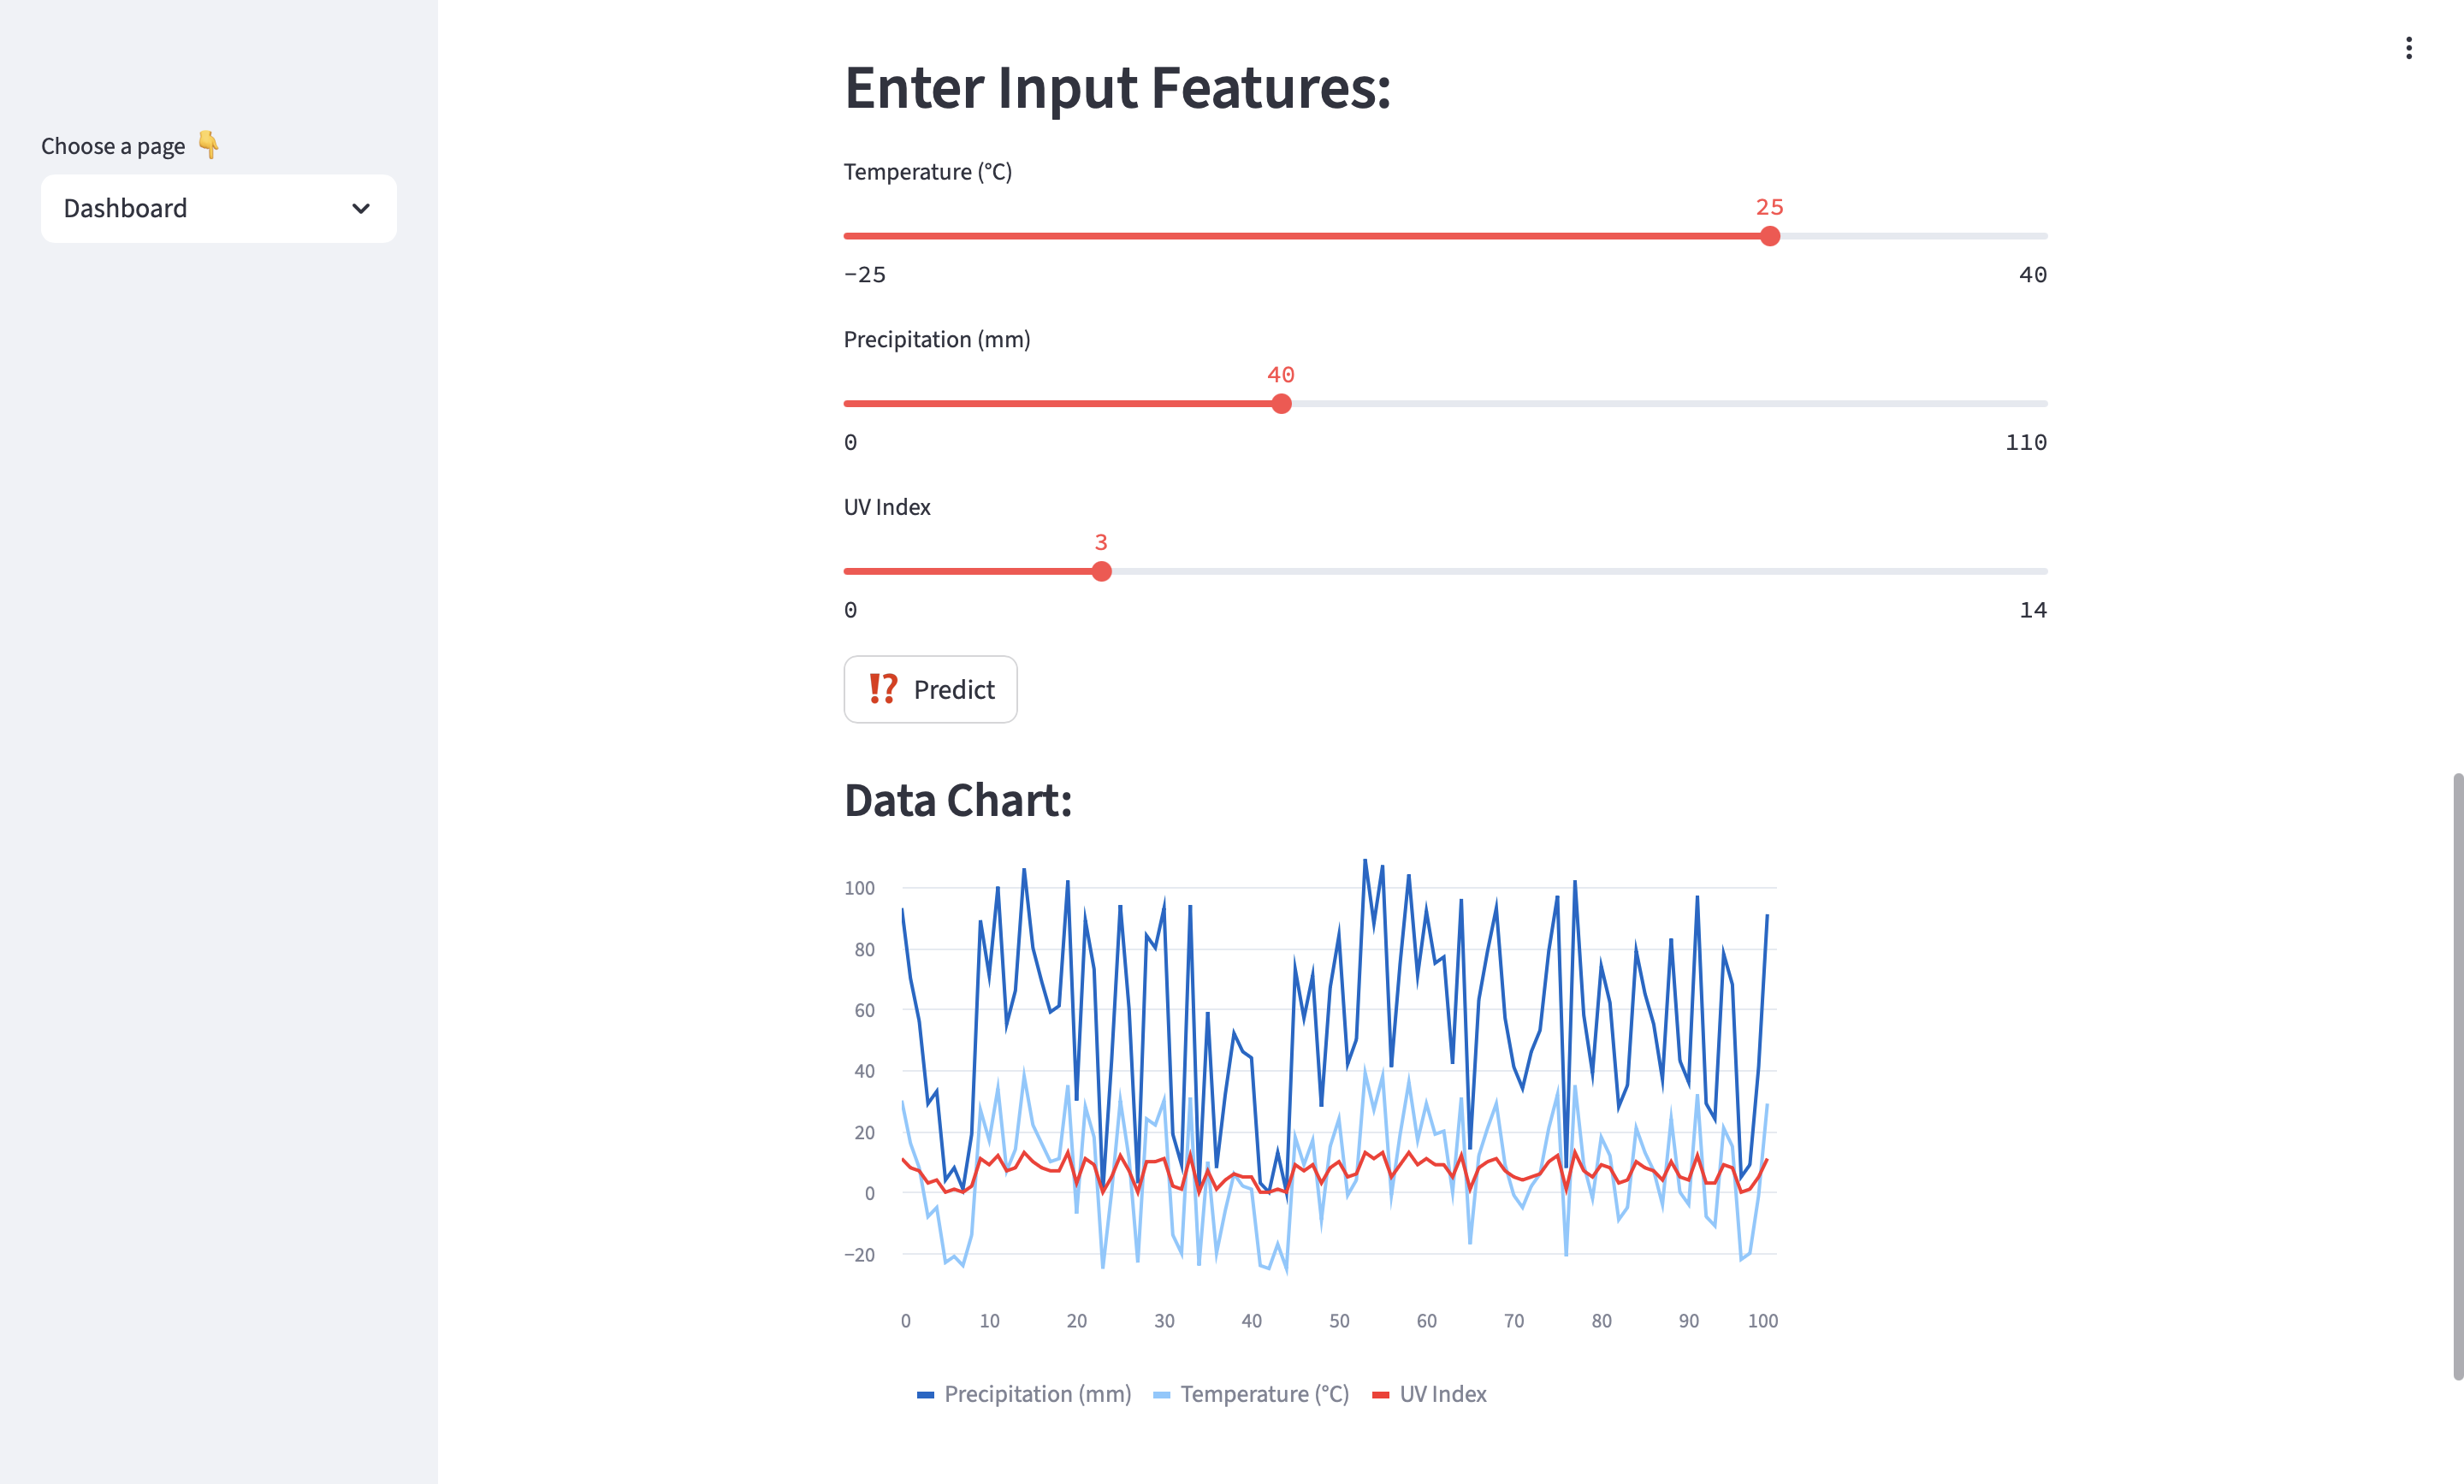 Choose a page 👇
Dashboard
Enter Input Features:
Temperature (°C)
25
−25 40
Precipitation (mm)
40
0 110
UV Index
3
0 14
⁉️ Predict
Data Chart:
100
80
60
40
20
0
−20
0 10 20 30 40 50 60 70 80 90 100
Precipitation (mm) Temperature (°C) UV Index